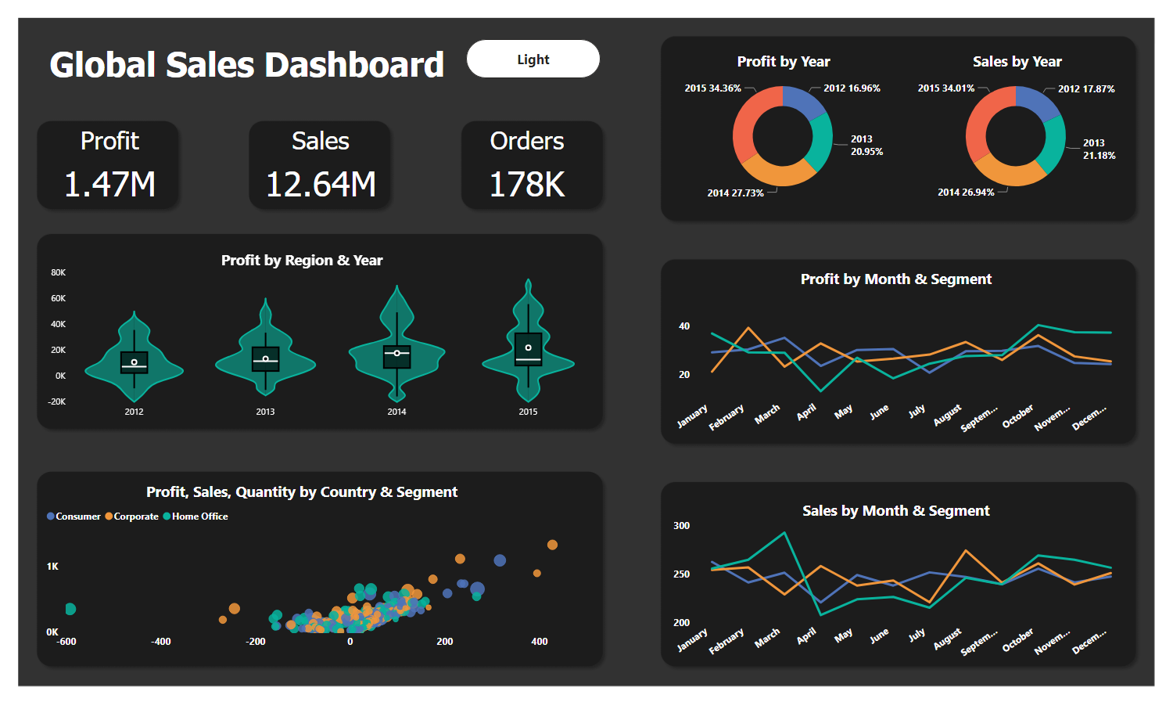 Global Sales Dashboard
Light
Profit
1.47M
Sales
12.64M
Orders
178K
Profit by Year
2015 34.36%
2012 16.96%
2013
20.95%
2014 27.73%
Sales by Year
2015 34.01%
2012 17.87%
2013
21.18%
2014 26.94%
Profit by Region & Year
80K
60K
40K
20K
0K
-20K
2012
2013
2014
2015
Profit by Month & Segment
40
20
January
February
March
April
May
June
July
August
Septem...
October
Novem...
Decem...
Profit, Sales, Quantity by Country & Segment
Consumer
Corporate
Home Office
1K
0K
-600
-400
-200
0
200
400
Sales by Month & Segment
300
250
200
January
February
March
April
May
June
July
August
Septem...
October
Novem...
Decem...